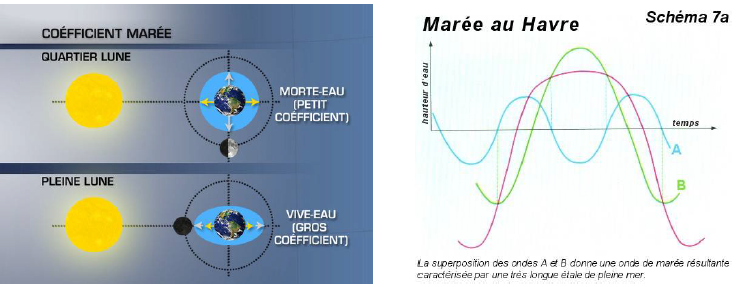 COÉFFICIENT MARÉE
QUARTIER LUNE
MORTE-EAU
(PETIT
COÉFFICIENT)
PLEINE LUNE
VIVE-EAU
(GROS
COÉFFICIENT)
Marée au Havre
Schéma 7a
hauteur d'eau
temps
A
B
La superposition des ondes A et B donne une onde de marée résultante
caractérisée par une très longue étale de pleine mer.